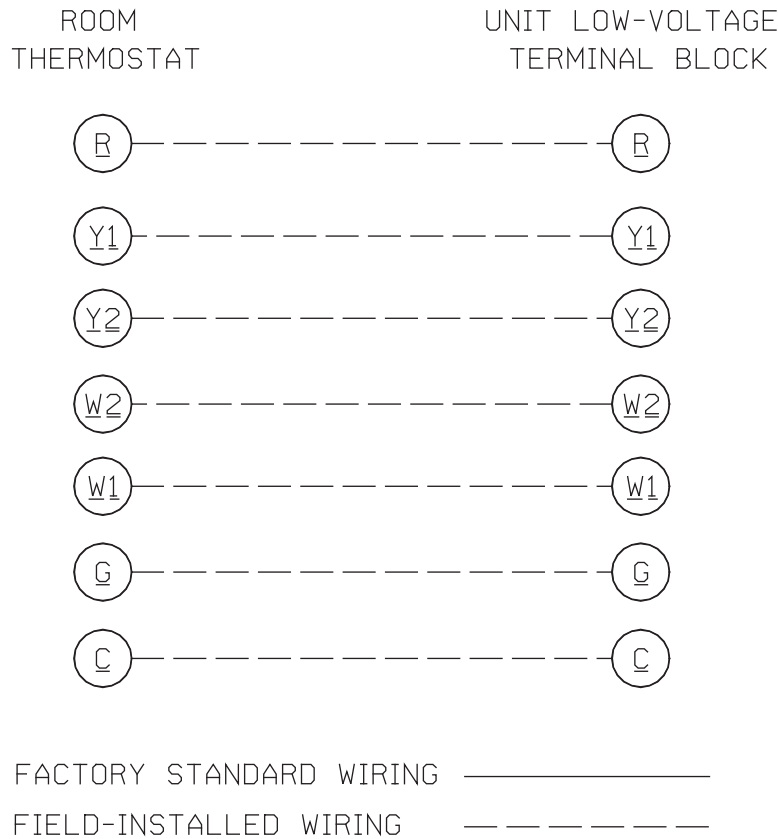 ROOM THERMOSTAT
UNIT LOW-VOLTAGE TERMINAL BLOCK
R R
Y1 Y1
Y2 Y2
W2 W2
W1 W1
G G
C C
FACTORY STANDARD WIRING
FIELD-INSTALLED WIRING